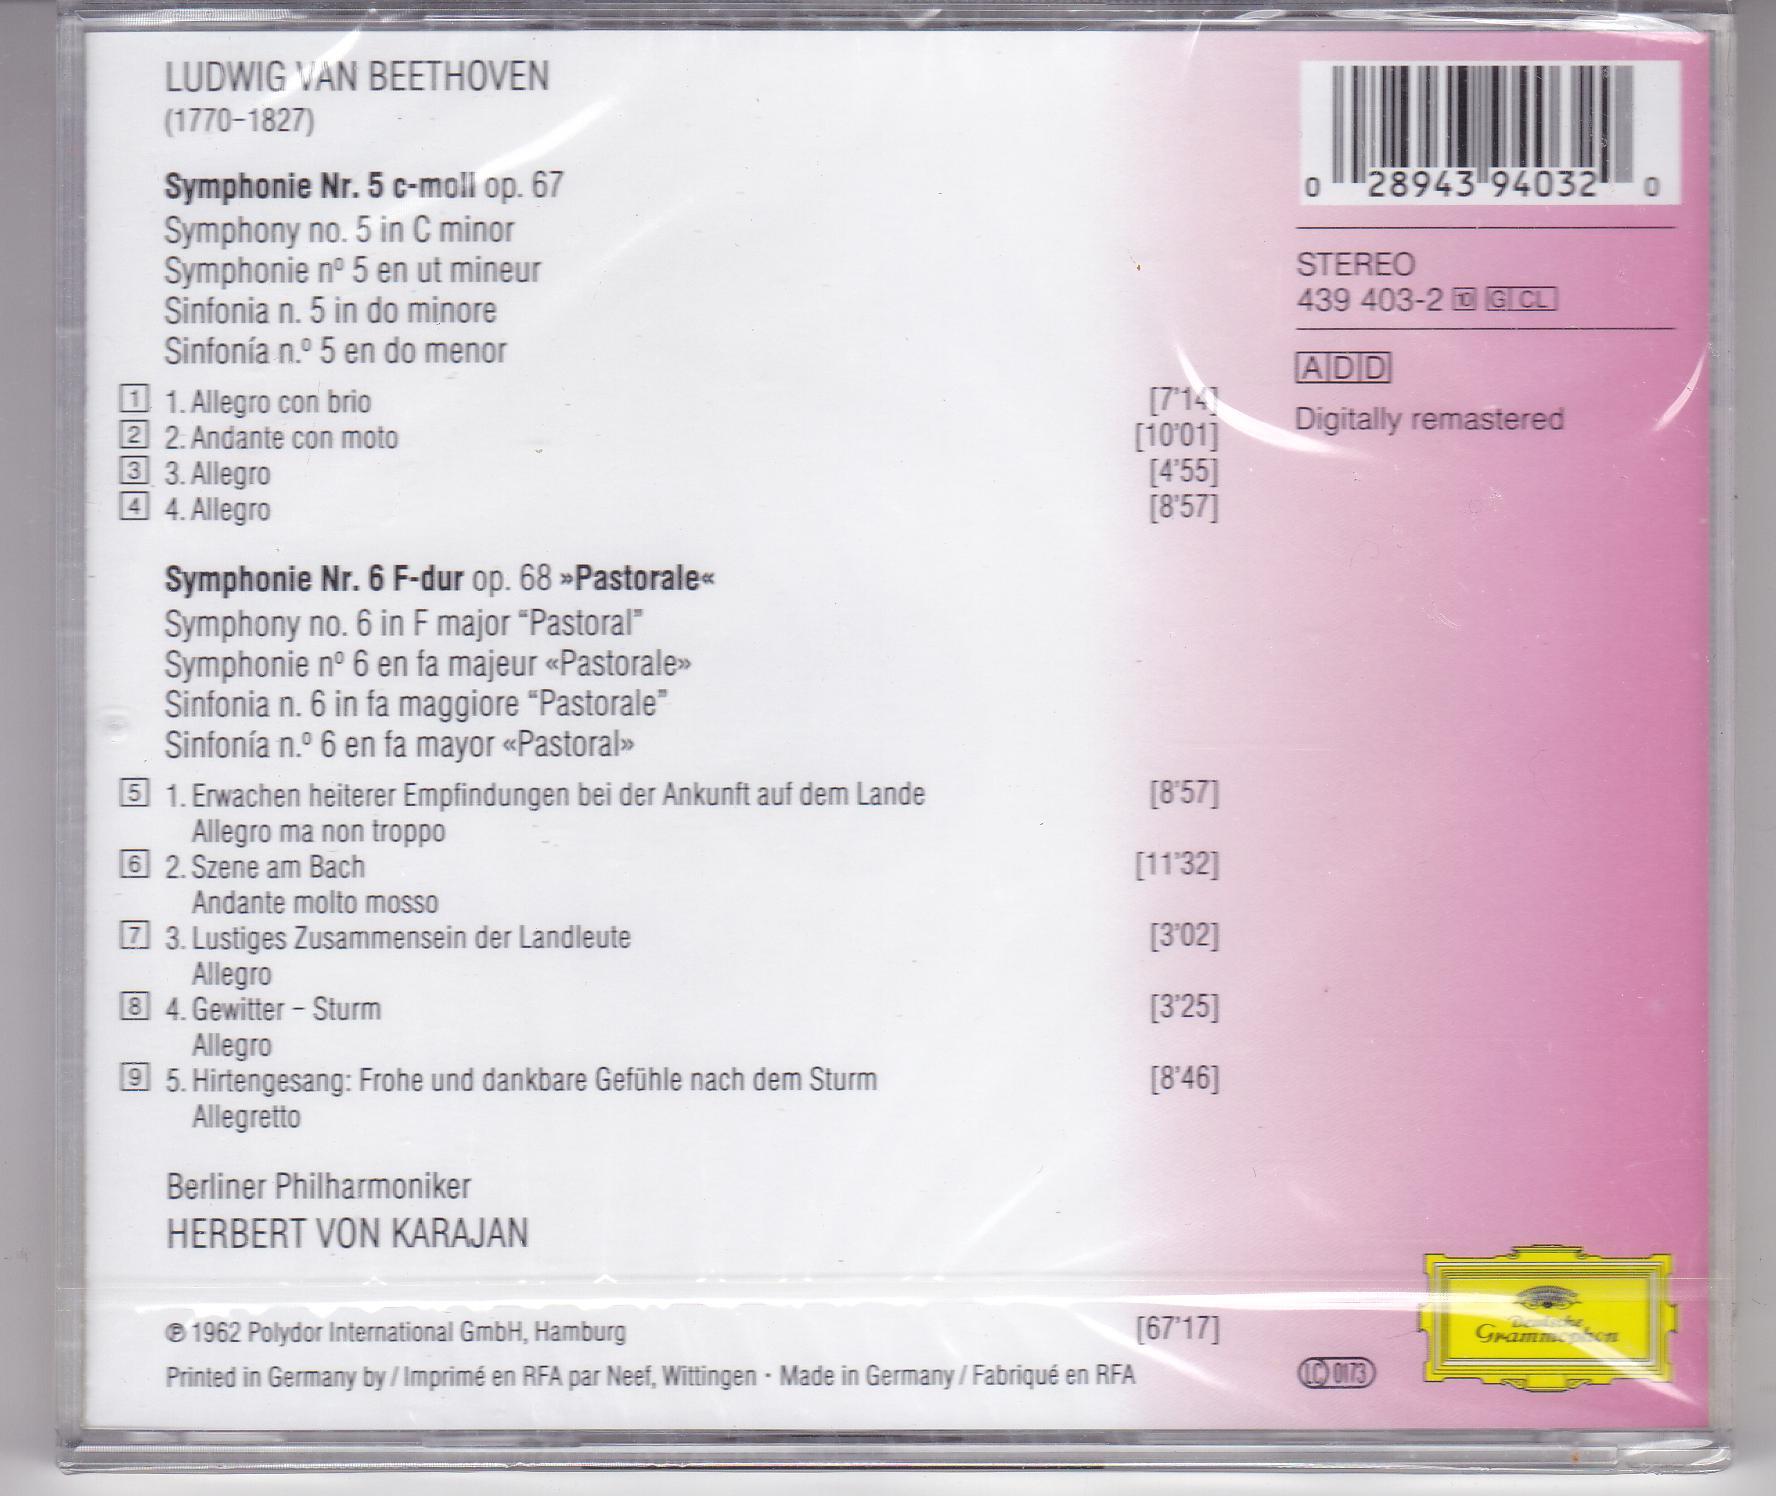 LUDWIG VAN BEETHOVEN
(1770-1827)
Symphonie Nr. 5 c-moll op. 67
Symphony no. 5 in C minor
Symphonie nº 5 en ut mineur
Sinfonia n. 5 in do minore
Sinfonía n.º 5 en do menor
1 1. Allegro con brio [7'14]
2 2. Andante con moto [10'01]
3 3. Allegro [4'55]
4 4. Allegro [8'57]
Symphonie Nr. 6 F-dur op. 68 »Pastorale«
Symphony no. 6 in F major “Pastoral”
Symphonie nº 6 en fa majeur «Pastorale»
Sinfonia n. 6 in fa maggiore “Pastorale”
Sinfonía n.º 6 en fa mayor «Pastoral»
5 1. Erwachen heiterer Empfindungen bei der Ankunft auf dem Lande [8'57]
Allegro ma non troppo
6 2. Szene am Bach [11'32]
Andante molto mosso
7 3. Lustiges Zusammensein der Landleute [3'02]
Allegro
8 4. Gewitter – Sturm [3'25]
Allegro
9 5. Hirtengesang: Frohe und dankbare Gefühle nach dem Sturm [8'46]
Allegretto
Berliner Philharmoniker
HERBERT VON KARAJAN
℗ 1962 Polydor International GmbH, Hamburg [67'17]
Printed in Germany by / Imprimé en RFA par Neef, Wittingen · Made in Germany / Fabriqué en RFA
0 28943 94032 0
STEREO
439 403-2 10 G CL
ADD
Digitally remastered
LC 0173
Deutsche
Grammophon